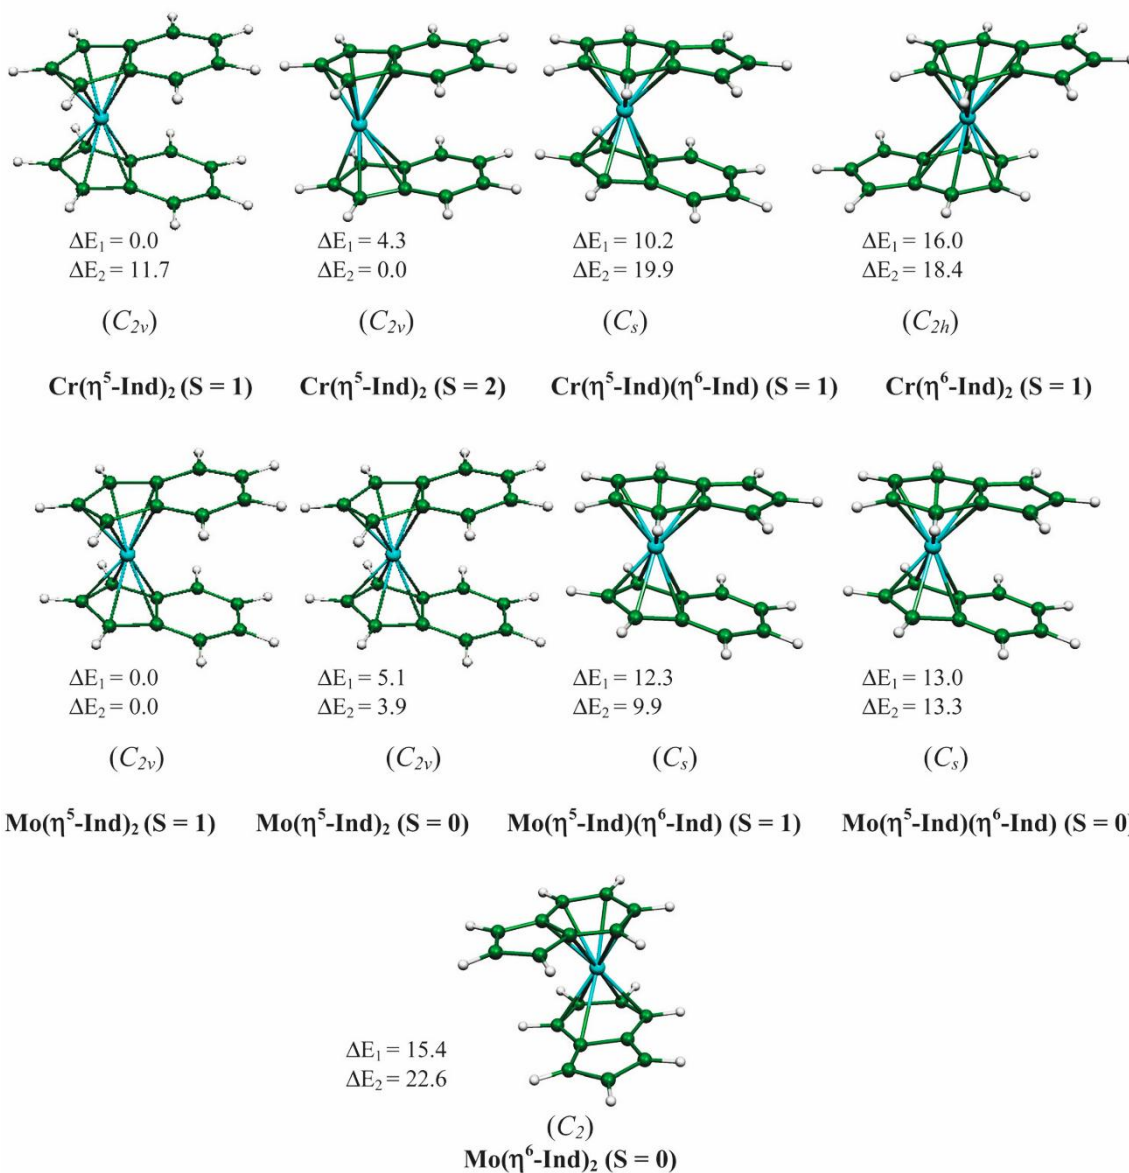 ΔE₁ = 0.0
ΔE₂ = 11.7
(C₂ᵥ)
Cr(η⁵-Ind)₂ (S = 1)
ΔE₁ = 4.3
ΔE₂ = 0.0
(C₂ᵥ)
Cr(η⁵-Ind)₂ (S = 2)
ΔE₁ = 10.2
ΔE₂ = 19.9
(Cₛ)
Cr(η⁵-Ind)(η⁶-Ind) (S = 1)
ΔE₁ = 16.0
ΔE₂ = 18.4
(C₂ₕ)
Cr(η⁶-Ind)₂ (S = 1)
ΔE₁ = 0.0
ΔE₂ = 0.0
(C₂ᵥ)
Mo(η⁵-Ind)₂ (S = 1)
ΔE₁ = 5.1
ΔE₂ = 3.9
(C₂ᵥ)
Mo(η⁵-Ind)₂ (S = 0)
ΔE₁ = 12.3
ΔE₂ = 9.9
(Cₛ)
Mo(η⁵-Ind)(η⁶-Ind) (S = 1)
ΔE₁ = 13.0
ΔE₂ = 13.3
(Cₛ)
Mo(η⁵-Ind)(η⁶-Ind) (S = 0)
ΔE₁ = 15.4
ΔE₂ = 22.6
(C₂)
Mo(η⁶-Ind)₂ (S = 0)